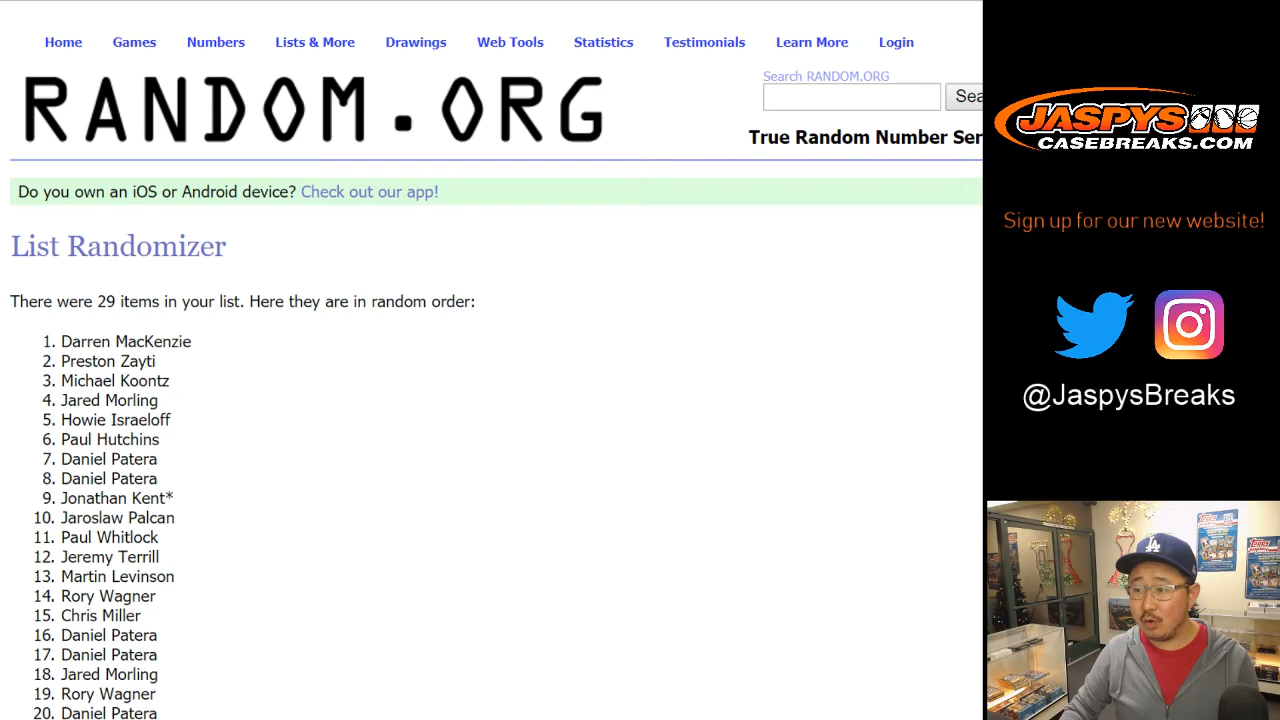 Home Games Numbers Lists & More Drawings Web Tools Statistics Testimonials Learn More Login
RANDOM.ORG
Search RANDOM.ORG
Sea
True Random Number Ser
Do you own an iOS or Android device? Check out our app!
List Randomizer
There were 29 items in your list. Here they are in random order:
1. Darren MacKenzie
2. Preston Zayti
3. Michael Koontz
4. Jared Morling
5. Howie Israeloff
6. Paul Hutchins
7. Daniel Patera
8. Daniel Patera
9. Jonathan Kent*
10. Jaroslaw Palcan
11. Paul Whitlock
12. Jeremy Terrill
13. Martin Levinson
14. Rory Wagner
15. Chris Miller
16. Daniel Patera
17. Daniel Patera
18. Jared Morling
19. Rory Wagner
20. Daniel Patera
JASPYS
CASEBREAKS.COM
Sign up for our new website!
@JaspysBreaks
LA